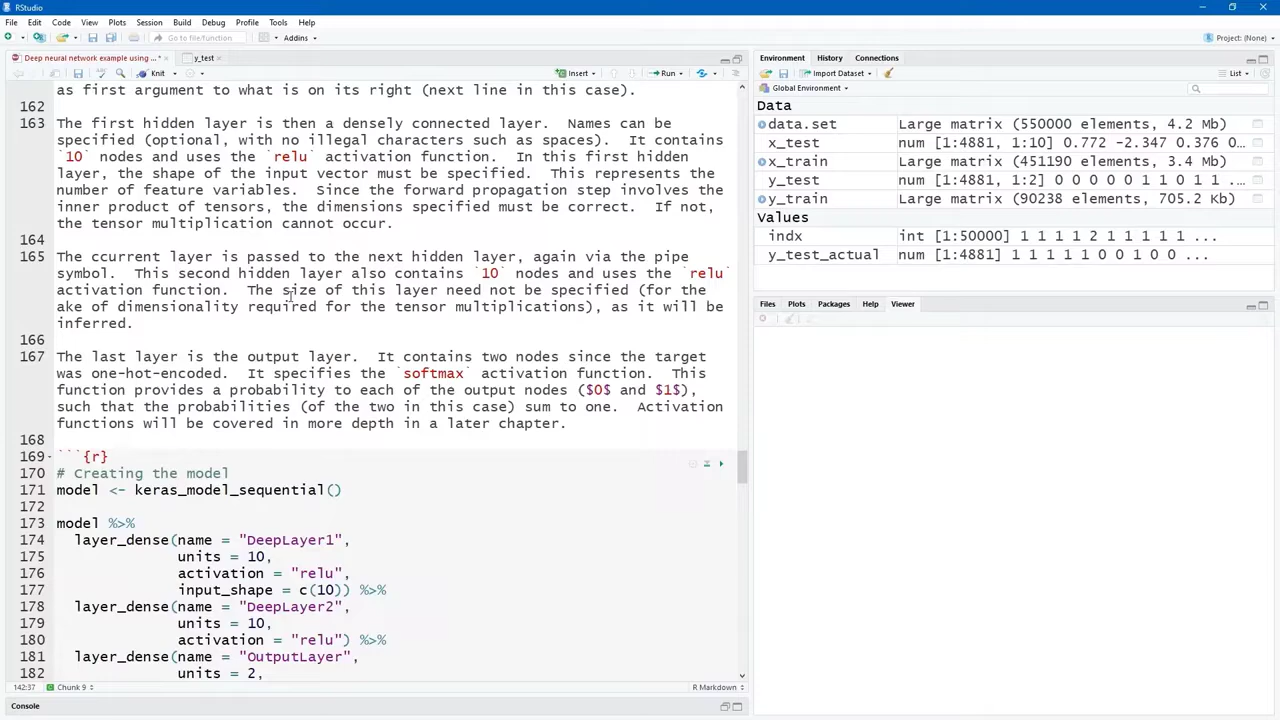 RStudio
File Edit Code View Plots Session Build Debug Profile Tools Help
Go to file/function Addins Project: (None)
Deep neural network example using ...* y_test
Knit Insert Run
as first argument to what is on its right (next line in this case).
162
163 The first hidden layer is then a densely connected layer. Names can be
specified (optional, with no illegal characters such as spaces). It contains
`10` nodes and uses the `relu` activation function. In this first hidden
layer, the shape of the input vector must be specified. This represents the
number of feature variables. Since the forward propagation step involves the
inner product of tensors, the dimensions specified must be correct. If not,
the tensor multiplication cannot occur.
164
165 The ccurrent layer is passed to the next hidden layer, again via the pipe
symbol. This second hidden layer also contains `10` nodes and uses the `relu`
activation function. The size of this layer need not be specified (for the
ake of dimensionality required for the tensor multiplications), as it will be
inferred.
166
167 The last layer is the output layer. It contains two nodes since the target
was one-hot-encoded. It specifies the `softmax` activation function. This
function provides a probability to each of the output nodes ($0$ and $1$),
such that the probabilities (of the two in this case) sum to one. Activation
functions will be covered in more depth in a later chapter.
168
169 ```{r}
170 # Creating the model
171 model <- keras_model_sequential()
172
173 model %>%
174 layer_dense(name = "DeepLayer1",
175 units = 10,
176 activation = "relu",
177 input_shape = c(10)) %>%
178 layer_dense(name = "DeepLayer2",
179 units = 10,
180 activation = "relu") %>%
181 layer_dense(name = "OutputLayer",
182 units = 2,
142:37 Chunk 9 R Markdown
Console
Environment History Connections
Import Dataset List
Global Environment
Data
data.set Large matrix (550000 elements, 4.2 Mb)
x_test num [1:4881, 1:10] 0.772 -2.347 0.376 0...
x_train Large matrix (451190 elements, 3.4 Mb)
y_test num [1:4881, 1:2] 0 0 0 0 0 1 1 0 1 1 ...
y_train Large matrix (90238 elements, 705.2 Kb)
Values
indx int [1:50000] 1 1 1 1 2 1 1 1 1 1 ...
y_test_actual num [1:4881] 1 1 1 1 1 0 0 1 0 0 ...
Files Plots Packages Help Viewer